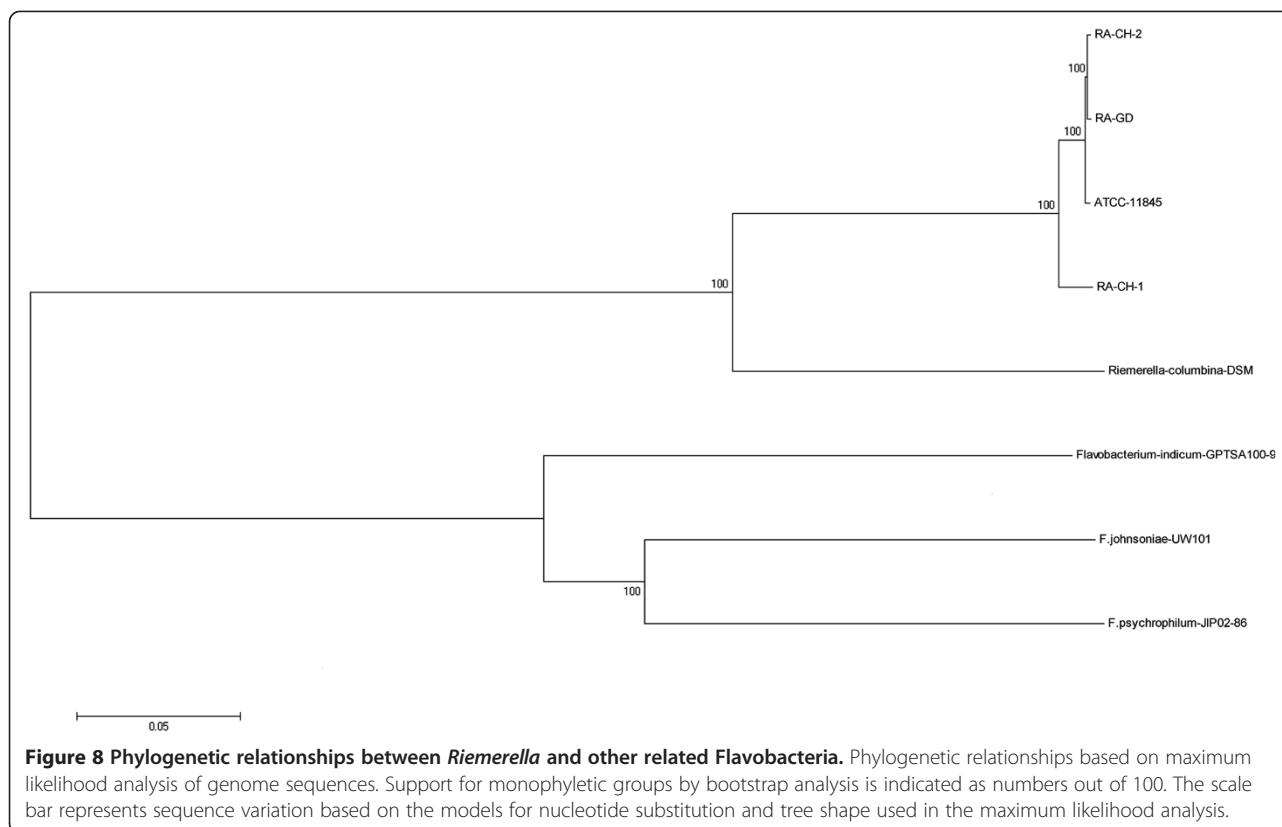 RA-CH-2
100
RA-GD
100
ATCC-11845
100
RA-CH-1
100
Riemerella-columbina-DSM
Flavobacterium-indicum-GPTSA100-9
F.johnsoniae-UW101
100
F.psychrophilum-JIP02-86
0.05
Figure 8 Phylogenetic relationships between Riemerella and other related Flavobacteria. Phylogenetic relationships based on maximum
likelihood analysis of genome sequences. Support for monophyletic groups by bootstrap analysis is indicated as numbers out of 100. The scale
bar represents sequence variation based on the models for nucleotide substitution and tree shape used in the maximum likelihood analysis.